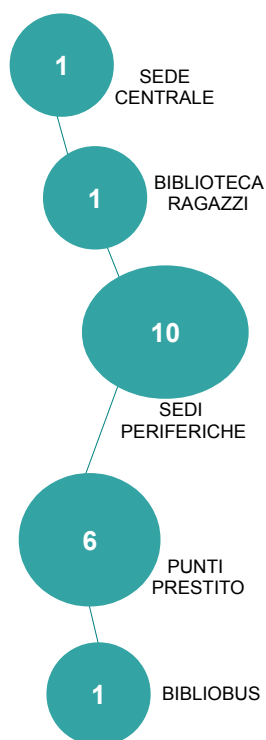 1
SEDE
CENTRALE
1
BIBLIOTECA
RAGAZZI
10
SEDI
PERIFERICHE
6
PUNTI
PRESTITO
1
BIBLIOBUS